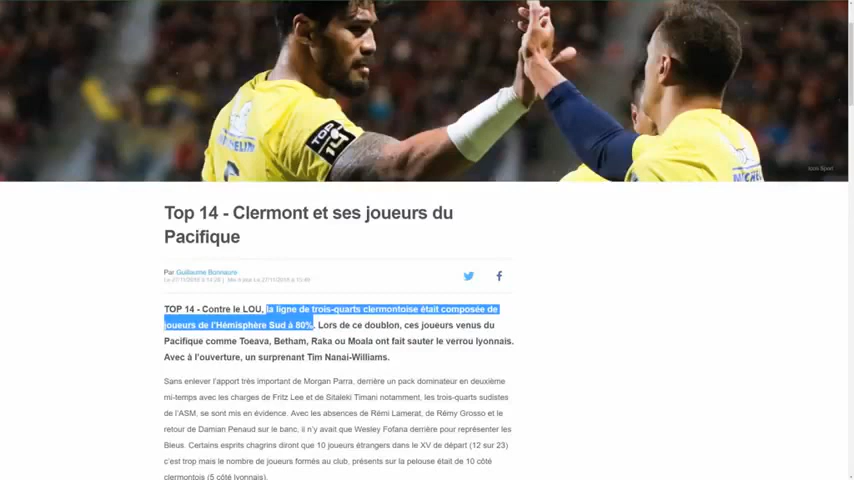 TOP
14
MICHELIN
MICHEL
Icon Sport
Top 14 - Clermont et ses joueurs du
Pacifique
Par Guillaume Bonnaure
TOP 14 - Contre le LOU, la ligne de trois-quarts clermontoise était composée de
joueurs de l'Hémisphère Sud à 80%. Lors de ce doublon, ces joueurs venus du
Pacifique comme Toeava, Betham, Raka ou Moala ont fait sauter le verrou lyonnais.
Avec à l'ouverture, un surprenant Tim Nanai-Williams.
Sans enlever l'apport très important de Morgan Parra, derrière un pack dominateur en deuxième
mi-temps avec les charges de Fritz Lee et de Sitaleki Timani notamment, les trois-quarts sudistes
de l'ASM, se sont mis en évidence. Avec les absences de Rémi Lamerat, de Rémy Grosso et le
retour de Damian Penaud sur le banc, il n'y avait que Wesley Fofana derrière pour représenter les
Bleus. Certains esprits chagrins diront que 10 joueurs étrangers dans le XV de départ (12 sur 23)
c'est trop mais le nombre de joueurs formés au club, présents sur la pelouse était de 10 côté
clermontois (5 côté lyonnais).